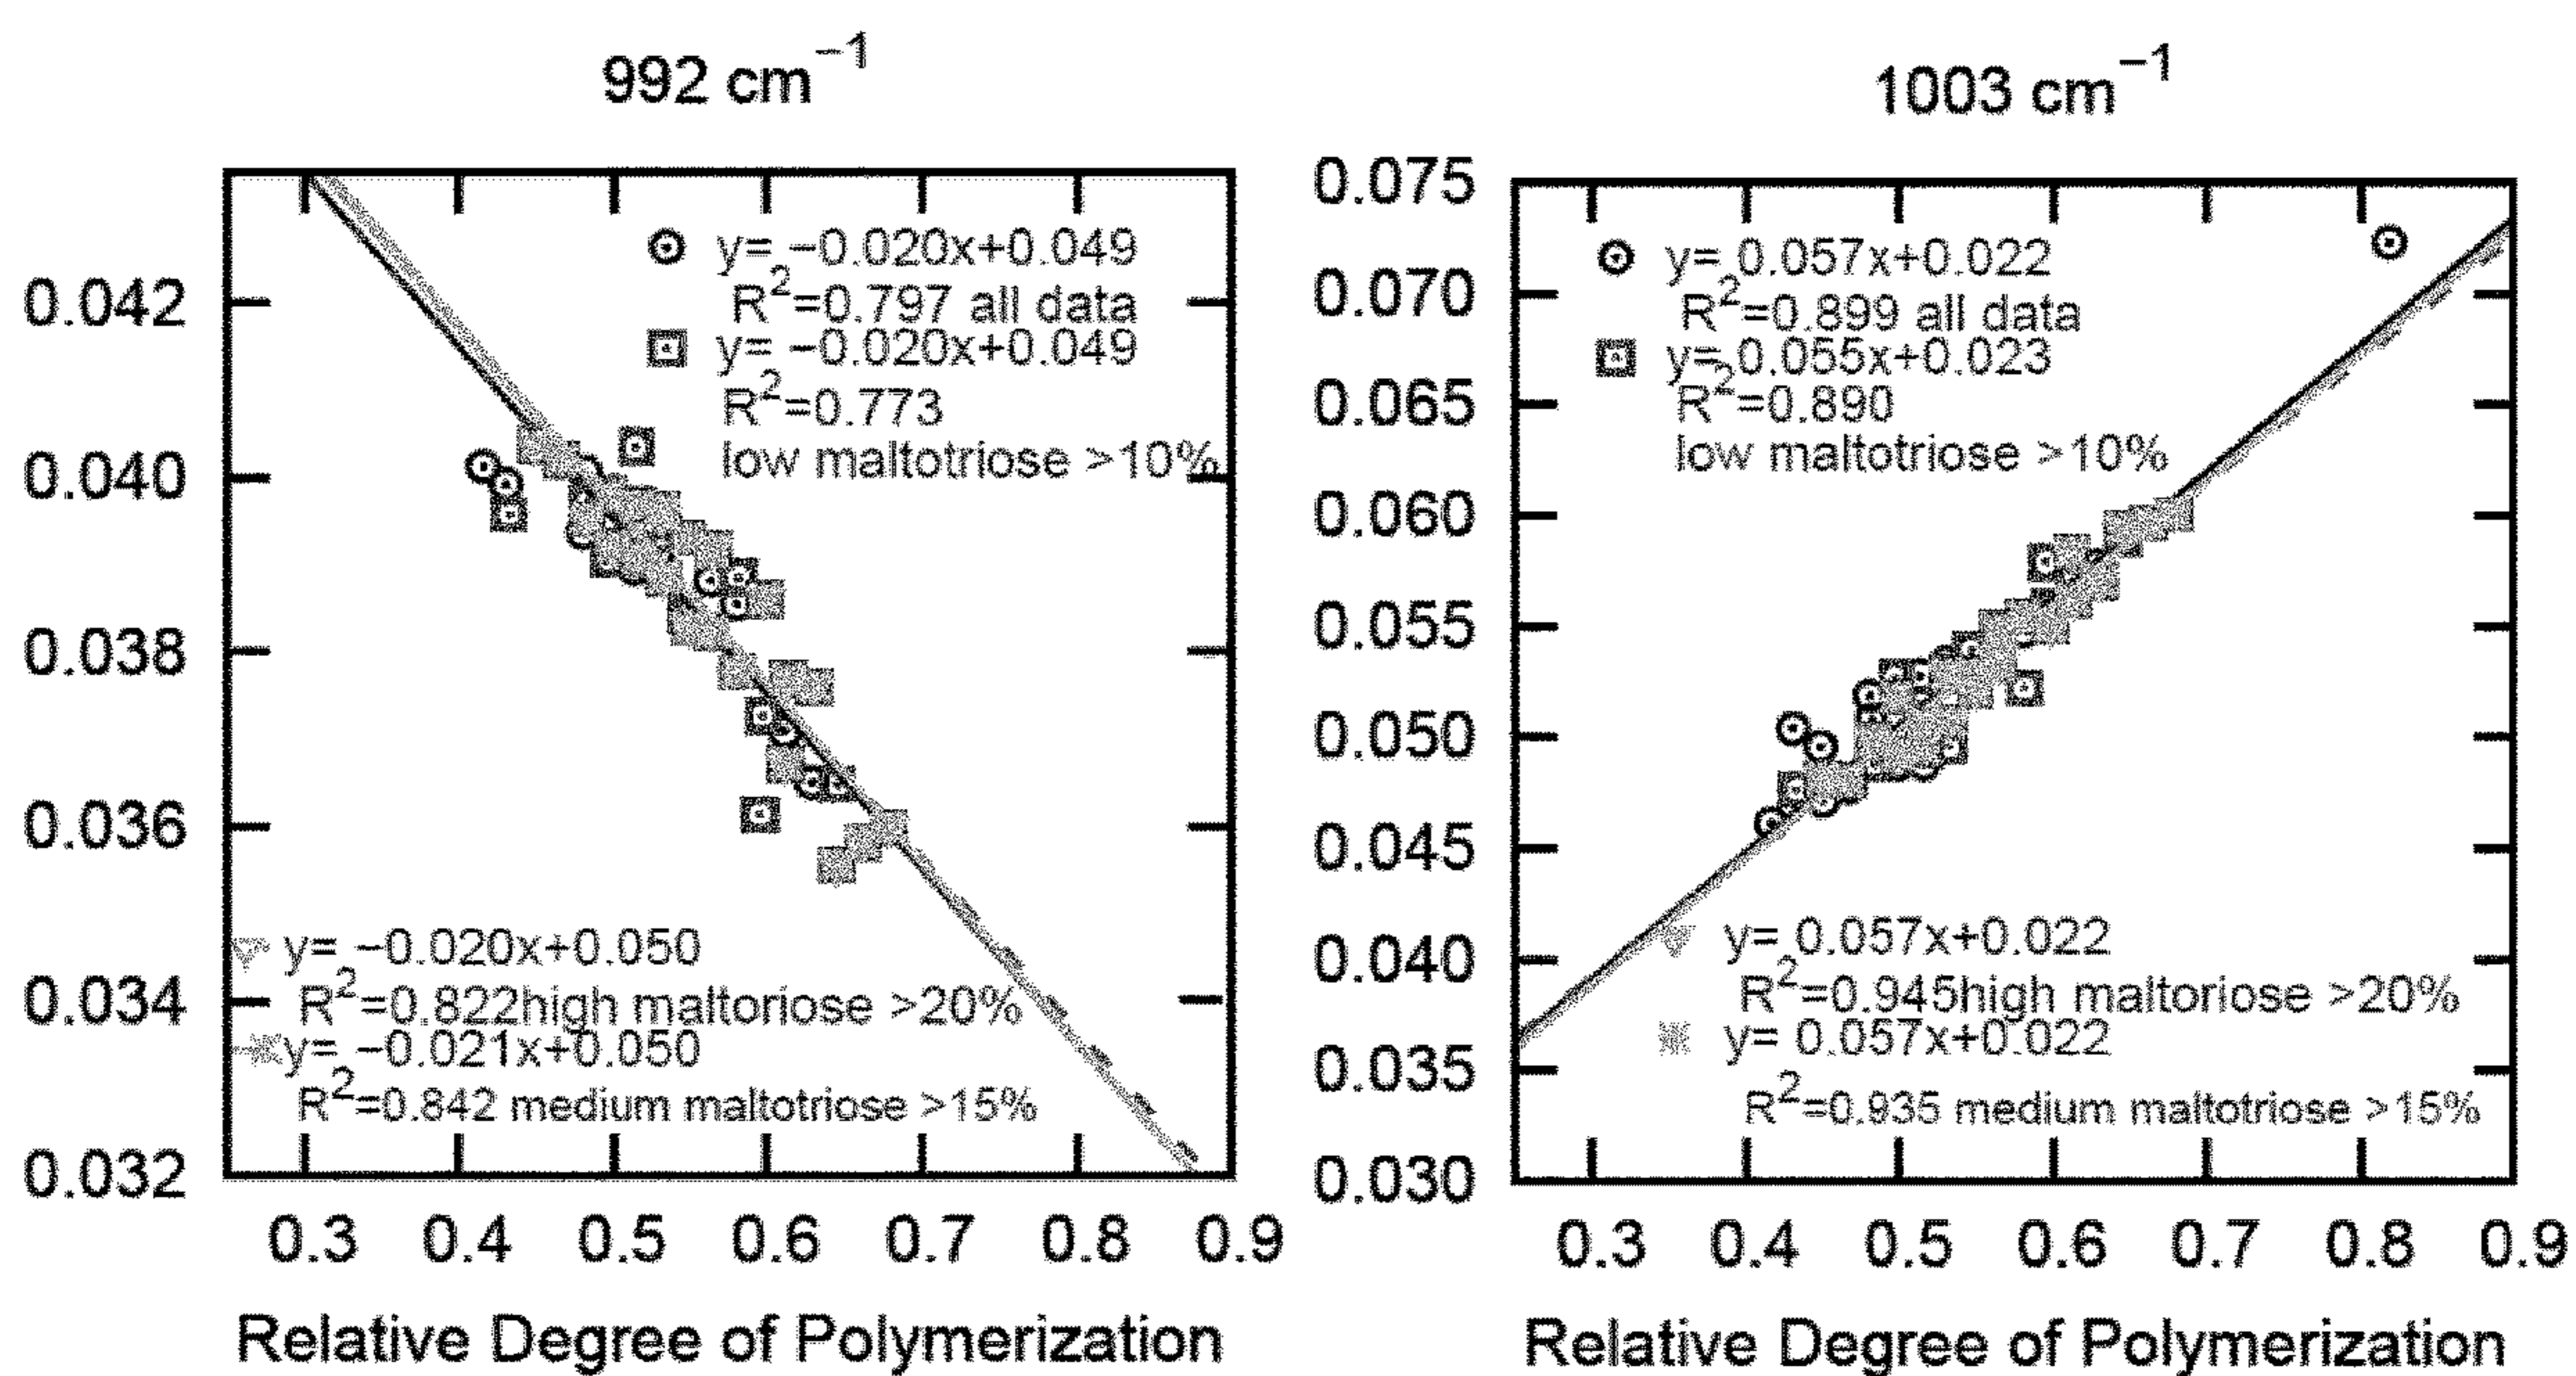 992 cm⁻¹
0.042
0.040
0.038
0.036
0.034
0.032
y= −0.020x+0.049
R²=0.797 all data
y= −0.020x+0.049
R²=0.773
low maltotriose >10%
y= −0.020x+0.050
R²=0.822high maltoriose >20%
y= −0.021x+0.050
R²=0.842 medium maltotriose >15%
0.3 0.4 0.5 0.6 0.7 0.8 0.9
Relative Degree of Polymerization
1003 cm⁻¹
0.075
0.070
0.065
0.060
0.055
0.050
0.045
0.040
0.035
0.030
y= 0.057x+0.022
R²=0.899 all data
y= 0.055x+0.023
R²=0.890
low maltotriose >10%
y= 0.057x+0.022
R²=0.945high maltoriose >20%
y= 0.057x+0.022
R²=0.935 medium maltotriose >15%
0.3 0.4 0.5 0.6 0.7 0.8 0.9
Relative Degree of Polymerization